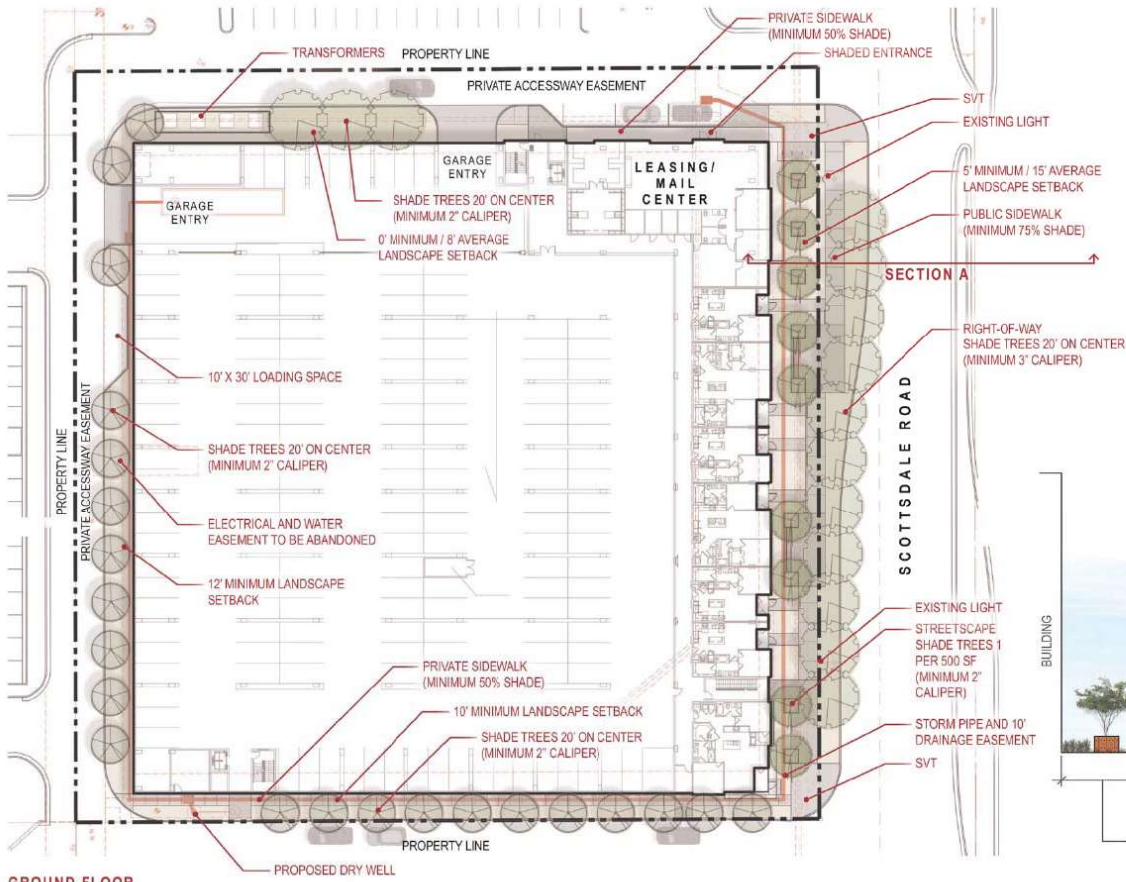 PRIVATE SIDEWALK
(MINIMUM 50% SHADE)
TRANSFORMERS
PROPERTY LINE
SHADED ENTRANCE
PRIVATE ACCESSWAY EASEMENT
SVT
EXISTING LIGHT
GARAGE
ENTRY
LEASING/
MAIL
CENTER
5' MINIMUM / 15' AVERAGE
LANDSCAPE SETBACK
GARAGE
ENTRY
SHADE TREES 20' ON CENTER
(MINIMUM 2" CALIPER)
PUBLIC SIDEWALK
(MINIMUM 75% SHADE)
0' MINIMUM / 8' AVERAGE
LANDSCAPE SETBACK
SECTION A
RIGHT-OF-WAY
SHADE TREES 20' ON CENTER
(MINIMUM 3" CALIPER)
10' X 30' LOADING SPACE
PROPERTY LINE
PRIVATE ACCESSWAY EASEMENT
SHADE TREES 20' ON CENTER
(MINIMUM 2" CALIPER)
SCOTTSDALE ROAD
ELECTRICAL AND WATER
EASEMENT TO BE ABANDONED
12' MINIMUM LANDSCAPE
SETBACK
EXISTING LIGHT
BUILDING
STREETSCAPE
SHADE TREES 1
PER 500 SF
(MINIMUM 2"
CALIPER)
PRIVATE SIDEWALK
(MINIMUM 50% SHADE)
10' MINIMUM LANDSCAPE SETBACK
SHADE TREES 20' ON CENTER
(MINIMUM 2" CALIPER)
STORM PIPE AND 10'
DRAINAGE EASEMENT
SVT
PROPERTY LINE
PROPOSED DRY WELL
GROUND FLOOR